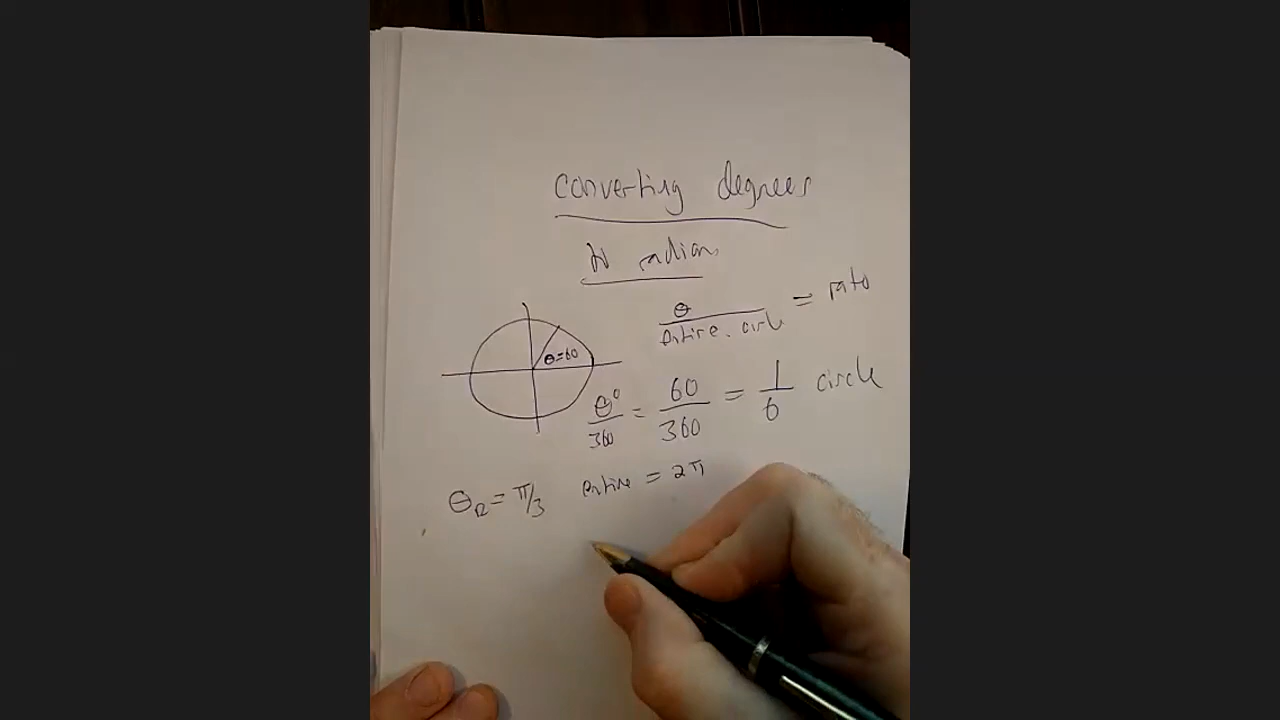 converting degrees
to radians
θ / entire circle = ratio
θ=60
θ° / 360 = 60 / 360 = 1 / 6 circle
θR = π/3 entire = 2π